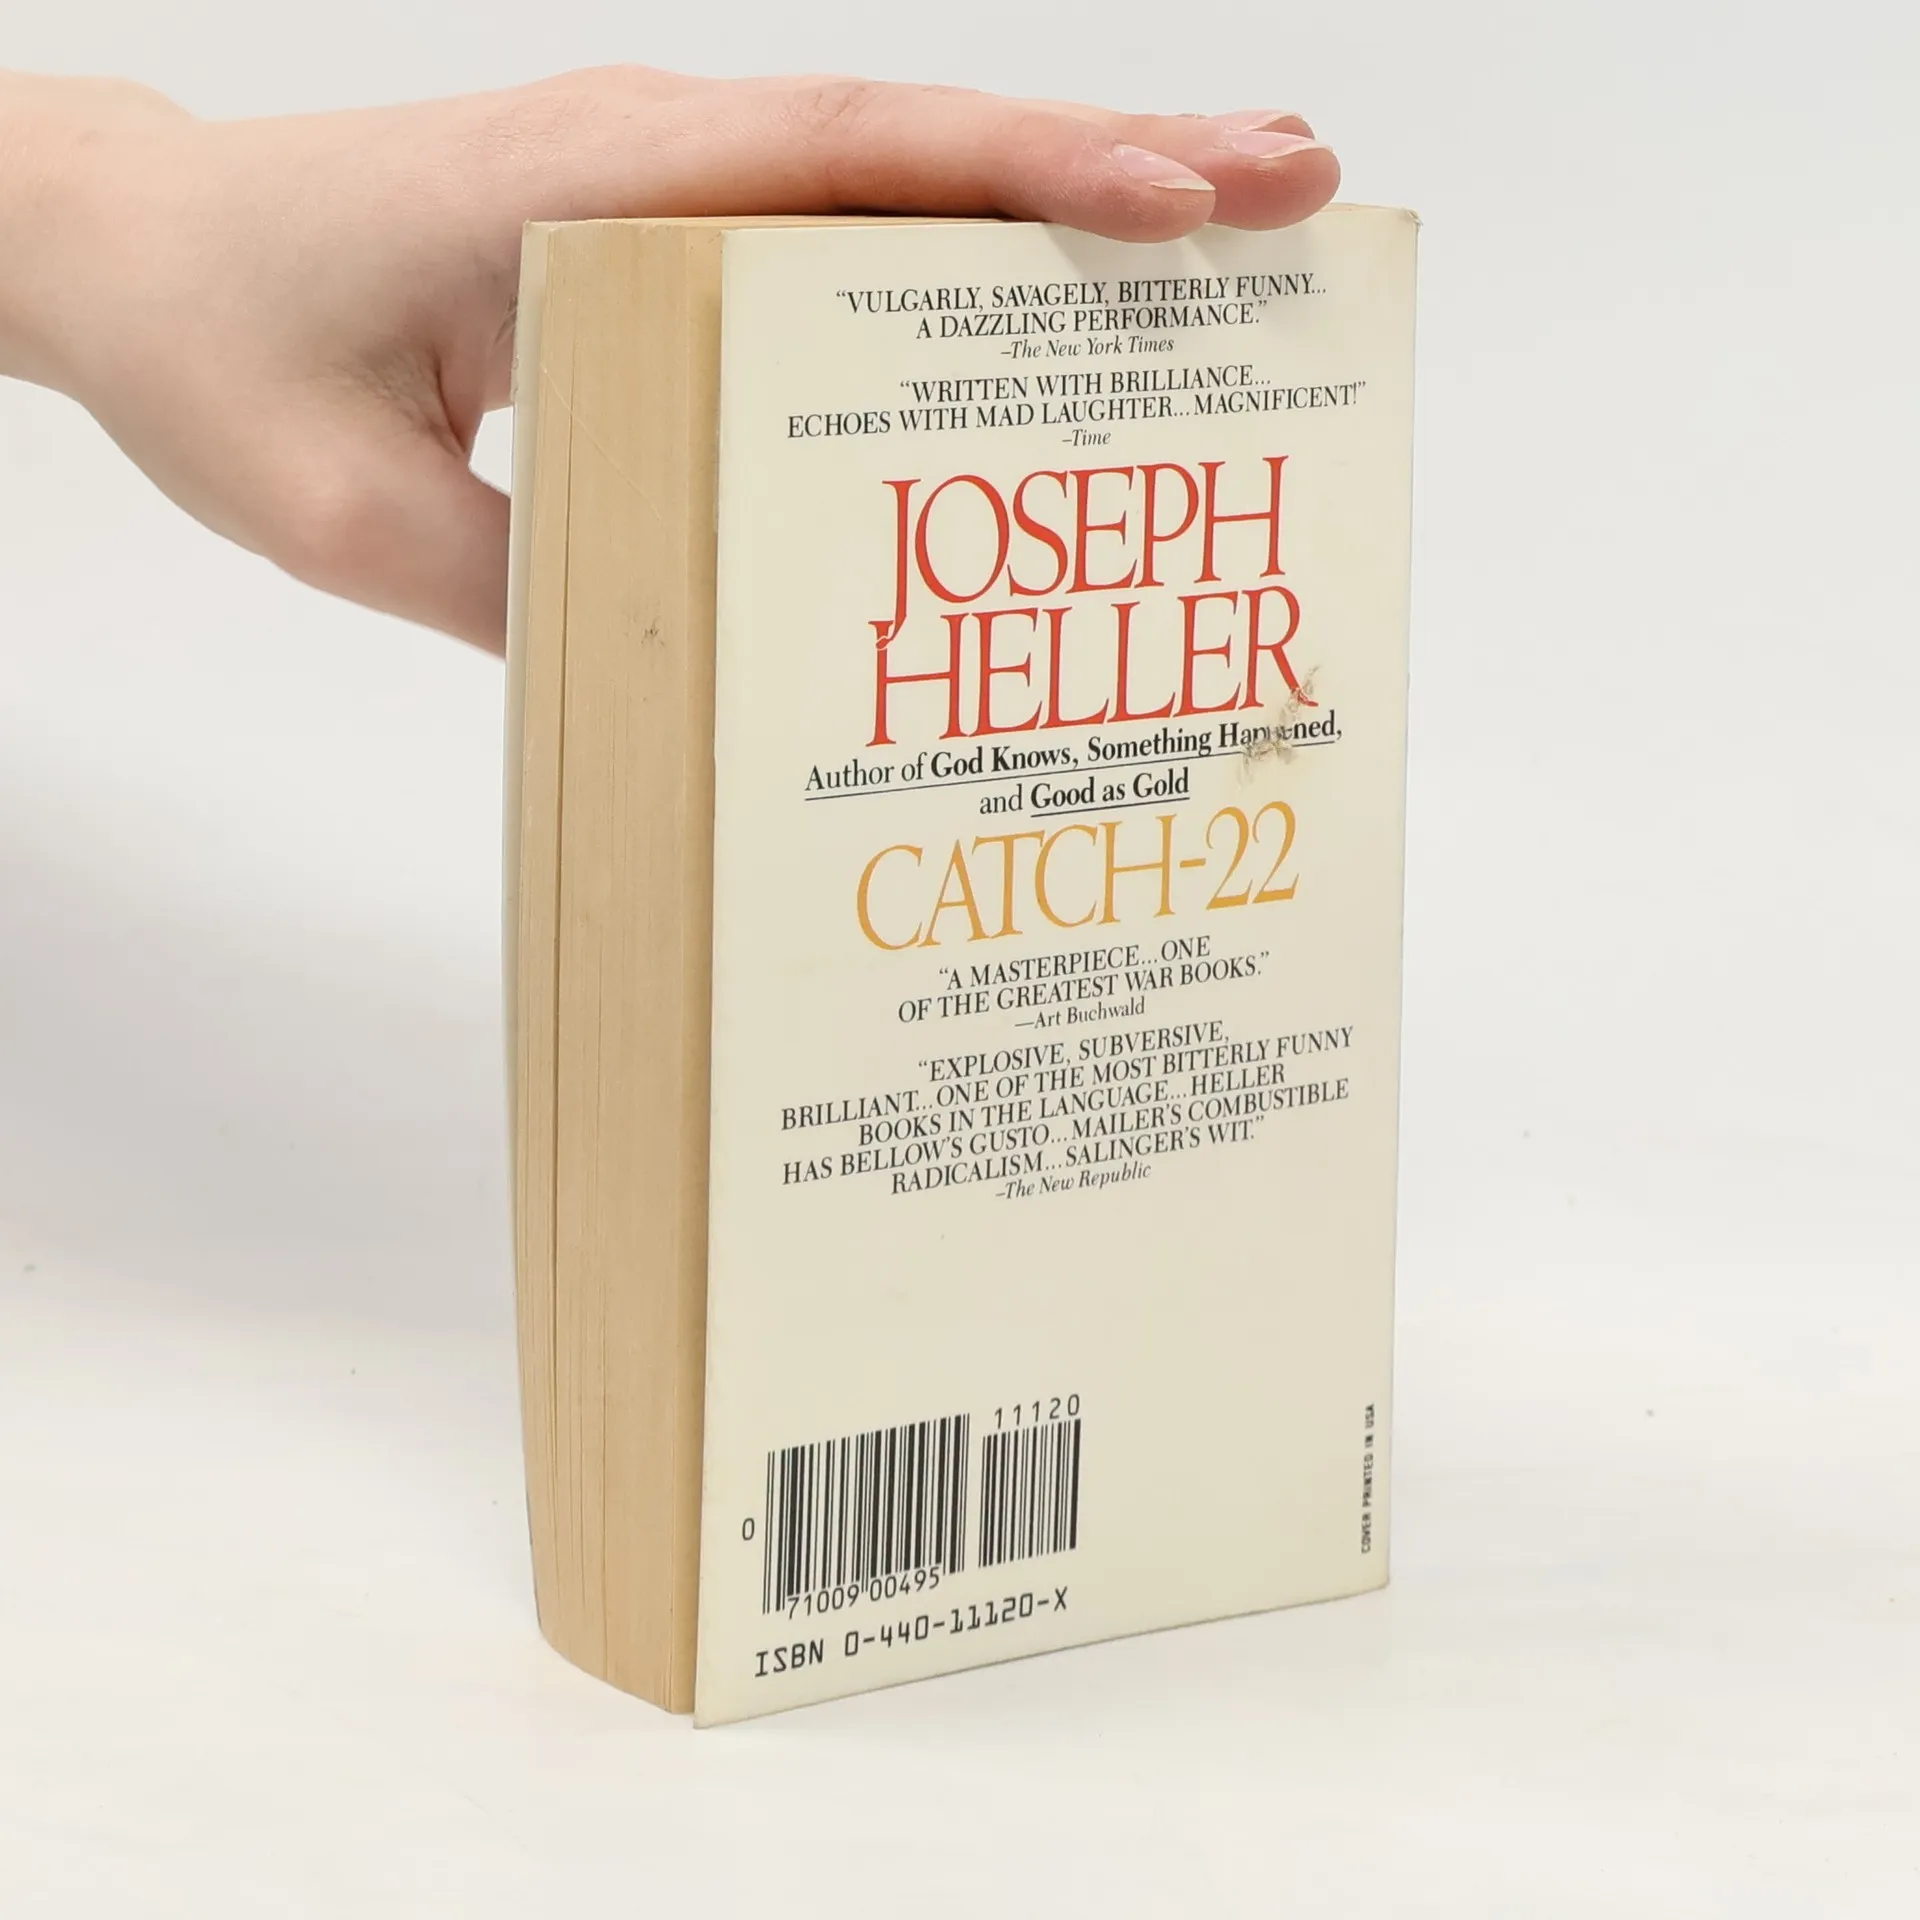 “VULGARLY, SAVAGELY, BITTERLY FUNNY...
A DAZZLING PERFORMANCE.”
–The New York Times
“WRITTEN WITH BRILLIANCE...
ECHOES WITH MAD LAUGHTER...MAGNIFICENT!”
–Time
JOSEPH
HELLER
Author of God Knows, Something Happened,
and Good as Gold
CATCH-22
“A MASTERPIECE...ONE
OF THE GREATEST WAR BOOKS.”
—Art Buchwald
“EXPLOSIVE, SUBVERSIVE,
BRILLIANT...ONE OF THE MOST BITTERLY FUNNY
BOOKS IN THE LANGUAGE...HELLER
HAS BELLOW'S GUSTO...MAILER'S COMBUSTIBLE
RADICALISM...SALINGER'S WIT.”
–The New Republic
11120
0
71009 00495
ISBN 0-440-11120-X
COVER PRINTED IN USA